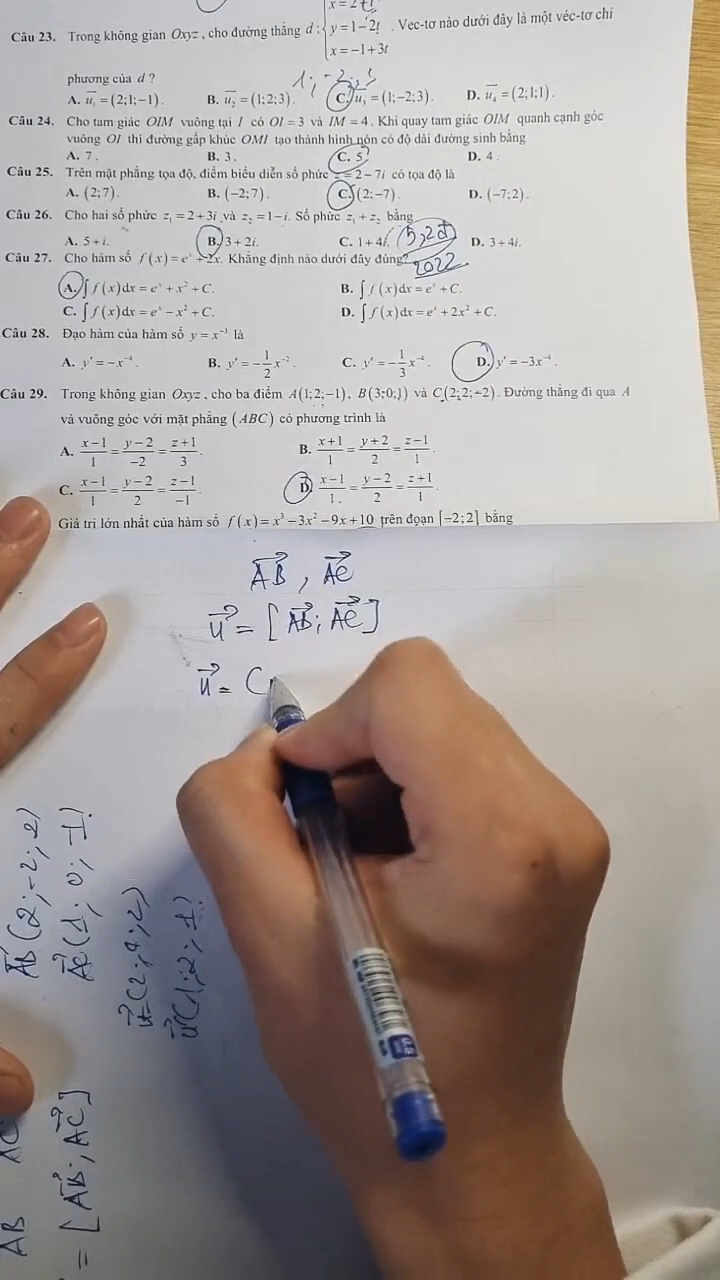 x = 2 + t
Câu 23. Trong không gian Oxyz, cho đường thẳng d: y = 1 − 2t. Vec-tơ nào dưới đây là một véc-tơ chỉ
x = −1 + 3t
phương của d ?
1; −2; 3
A. u₁ = (2;1;−1). B. u₂ = (1;2;3). C. u₃ = (1;−2;3). D. u₄ = (2;1;1).
Câu 24. Cho tam giác OIM vuông tại I có OI = 3 và IM = 4. Khi quay tam giác OIM quanh cạnh góc
vuông OI thì đường gấp khúc OMI tạo thành hình nón có độ dài đường sinh bằng
A. 7. B. 3. C. 5. D. 4.
Câu 25. Trên mặt phẳng tọa độ, điểm biểu diễn số phức z = 2 − 7i có tọa độ là
A. (2;7). B. (−2;7). C. (2;−7). D. (−7;2).
Câu 26. Cho hai số phức z₁ = 2 + 3i và z₂ = 1 − i. Số phức z₁ + z₂ bằng
A. 5 + i. B. 3 + 2i. C. 1 + 4i. D. 3 + 4i.
5,2đ
Câu 27. Cho hàm số f(x) = eˣ + 2x. Khẳng định nào dưới đây đúng?
2022
A. ∫f(x)dx = eˣ + x² + C. B. ∫f(x)dx = eˣ + C.
C. ∫f(x)dx = eˣ − x² + C. D. ∫f(x)dx = eˣ + 2x² + C.
Câu 28. Đạo hàm của hàm số y = x⁻³ là
A. y' = −x⁻⁴. B. y' = −1/2 x⁻². C. y' = −1/3 x⁻⁴. D. y' = −3x⁻⁴.
Câu 29. Trong không gian Oxyz, cho ba điểm A(1;2;−1), B(3;0;1) và C(2;2;−2). Đường thẳng đi qua A
và vuông góc với mặt phẳng (ABC) có phương trình là
A. (x−1)/1 = (y−2)/−2 = (z+1)/3. B. (x+1)/1 = (y+2)/2 = (z−1)/1.
C. (x−1)/1 = (y−2)/2 = (z−1)/−1. D. (x−1)/1 = (y−2)/2 = (z+1)/1.
Giá trị lớn nhất của hàm số f(x) = x³ − 3x² − 9x + 10 trên đoạn [−2;2] bằng
AB, AC
u = [AB; AC]
u = (
AB (2; −2; 2)
AC (1; 0; −1)
u = (2; 4; 2)
u (1; 2; 1)
AB AC
= [AB; AC]